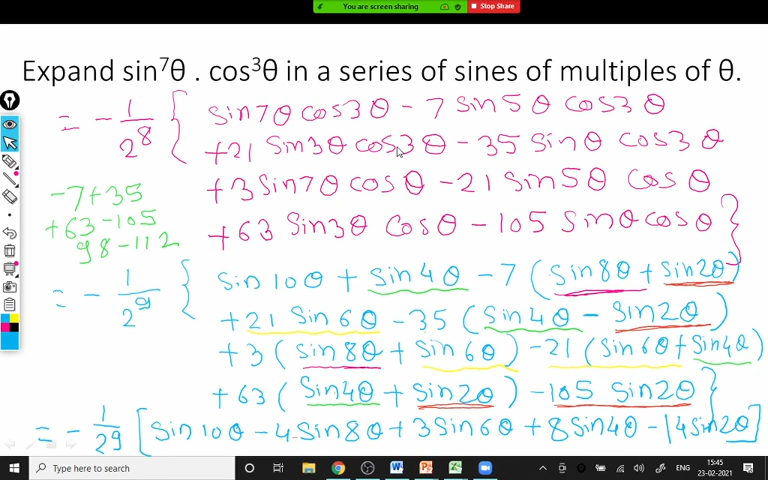 You are screen sharing Stop Share
Expand sin⁷θ . cos³θ in a series of sines of multiples of θ.
= - 1/2⁸ { sin7θ cos3θ - 7 sin5θ cos3θ
+21 sin3θ cos3θ - 35 sinθ cos3θ
+3 sin7θ cosθ - 21 sin5θ cosθ
+63 sin3θ cosθ - 105 sinθ cosθ }
-7+35
+63-105
98-112
= - 1/2⁹ { sin10θ + sin4θ - 7 (sin8θ + sin2θ)
+21 sin6θ - 35 (sin4θ - sin2θ)
+3 (sin8θ + sin6θ) - 21 (sin6θ + sin4θ)
+63 (sin4θ + sin2θ) - 105 sin2θ }
= - 1/29 [sin10θ - 4 sin8θ + 3 sin6θ + 8 sin4θ - 14 sin2θ]
Type here to search
ENG
15:45
23-02-2021